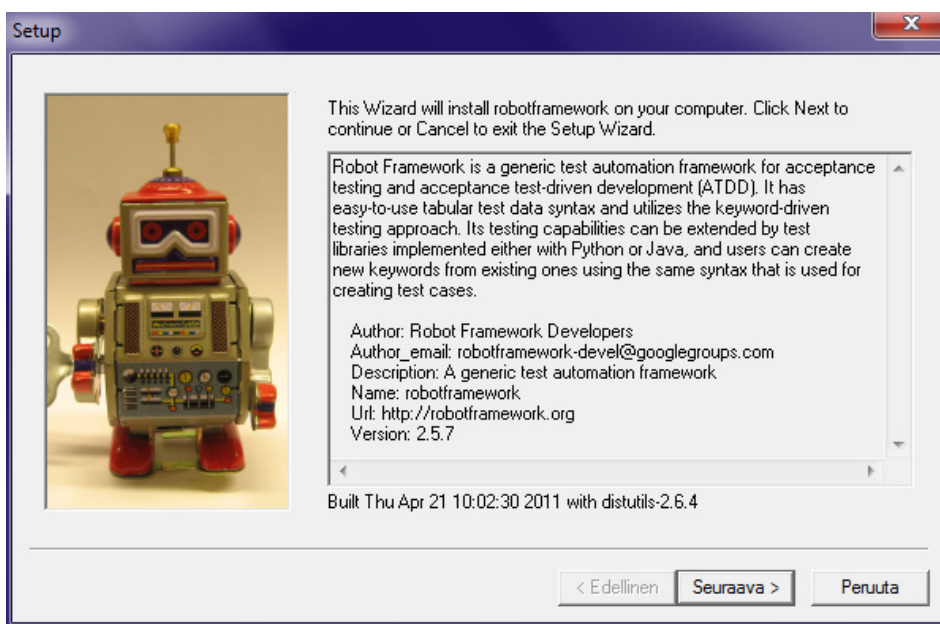 Setup
This Wizard will install robotframework on your computer. Click Next to
continue or Cancel to exit the Setup Wizard.
Robot Framework is a generic test automation framework for acceptance
testing and acceptance test-driven development (ATDD). It has
easy-to-use tabular test data syntax and utilizes the keyword-driven
testing approach. Its testing capabilities can be extended by test
libraries implemented either with Python or Java, and users can create
new keywords from existing ones using the same syntax that is used for
creating test cases.
Author: Robot Framework Developers
Author_email: robotframework-devel@googlegroups.com
Description: A generic test automation framework
Name: robotframework
Url: http://robotframework.org
Version: 2.5.7
Built Thu Apr 21 10:02:30 2011 with distutils-2.6.4
< Edellinen
Seuraava >
Peruuta